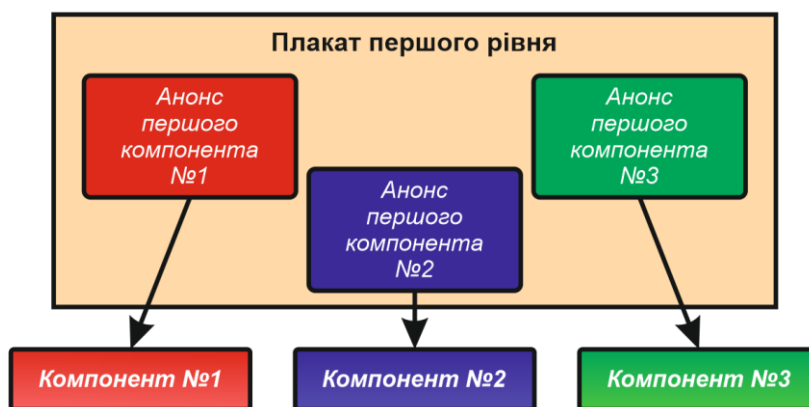 Плакат першого рівня
Анонс
першого
компонента
№1
Анонс
першого
компонента
№2
Анонс
першого
компонента
№3
Компонент №1
Компонент №2
Компонент №3